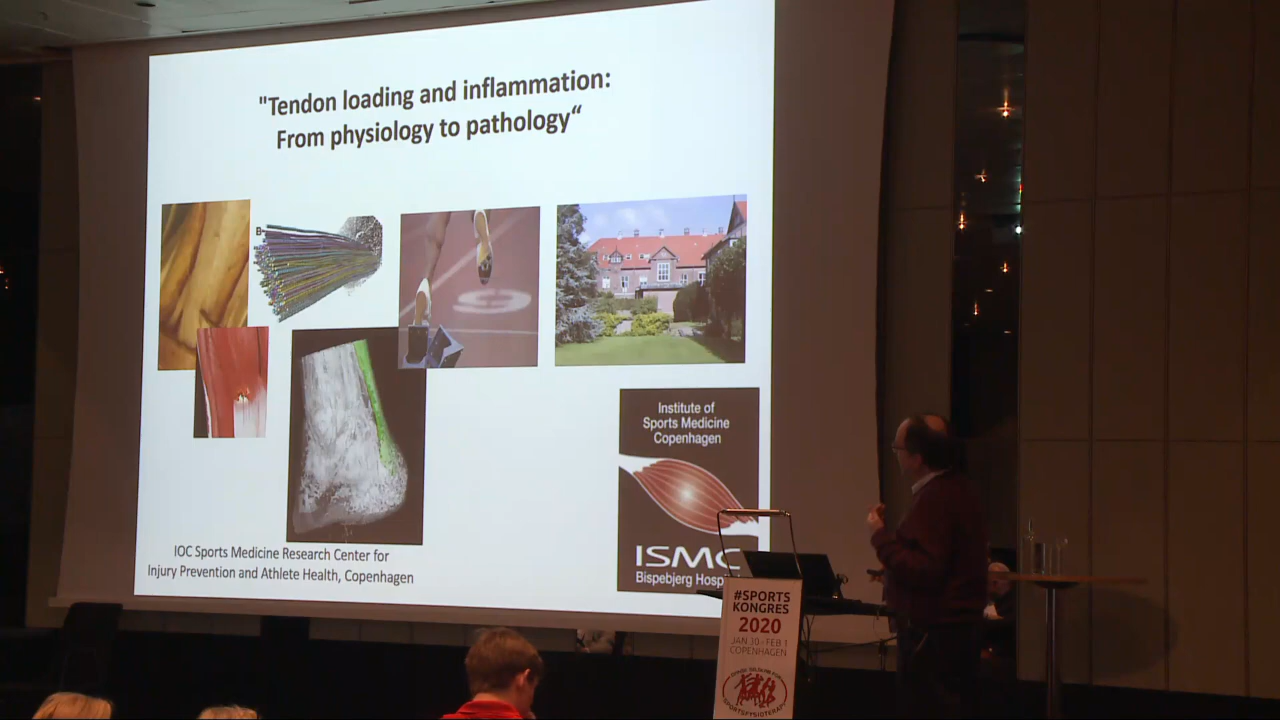 "Tendon loading and inflammation:
From physiology to pathology“
B
Institute of
Sports Medicine
Copenhagen
ISMC
Bispebjerg Hosp
IOC Sports Medicine Research Center for
Injury Prevention and Athlete Health, Copenhagen
#SPORTS
KONGRES
2020
JAN 30 - FEB 1
COPENHAGEN